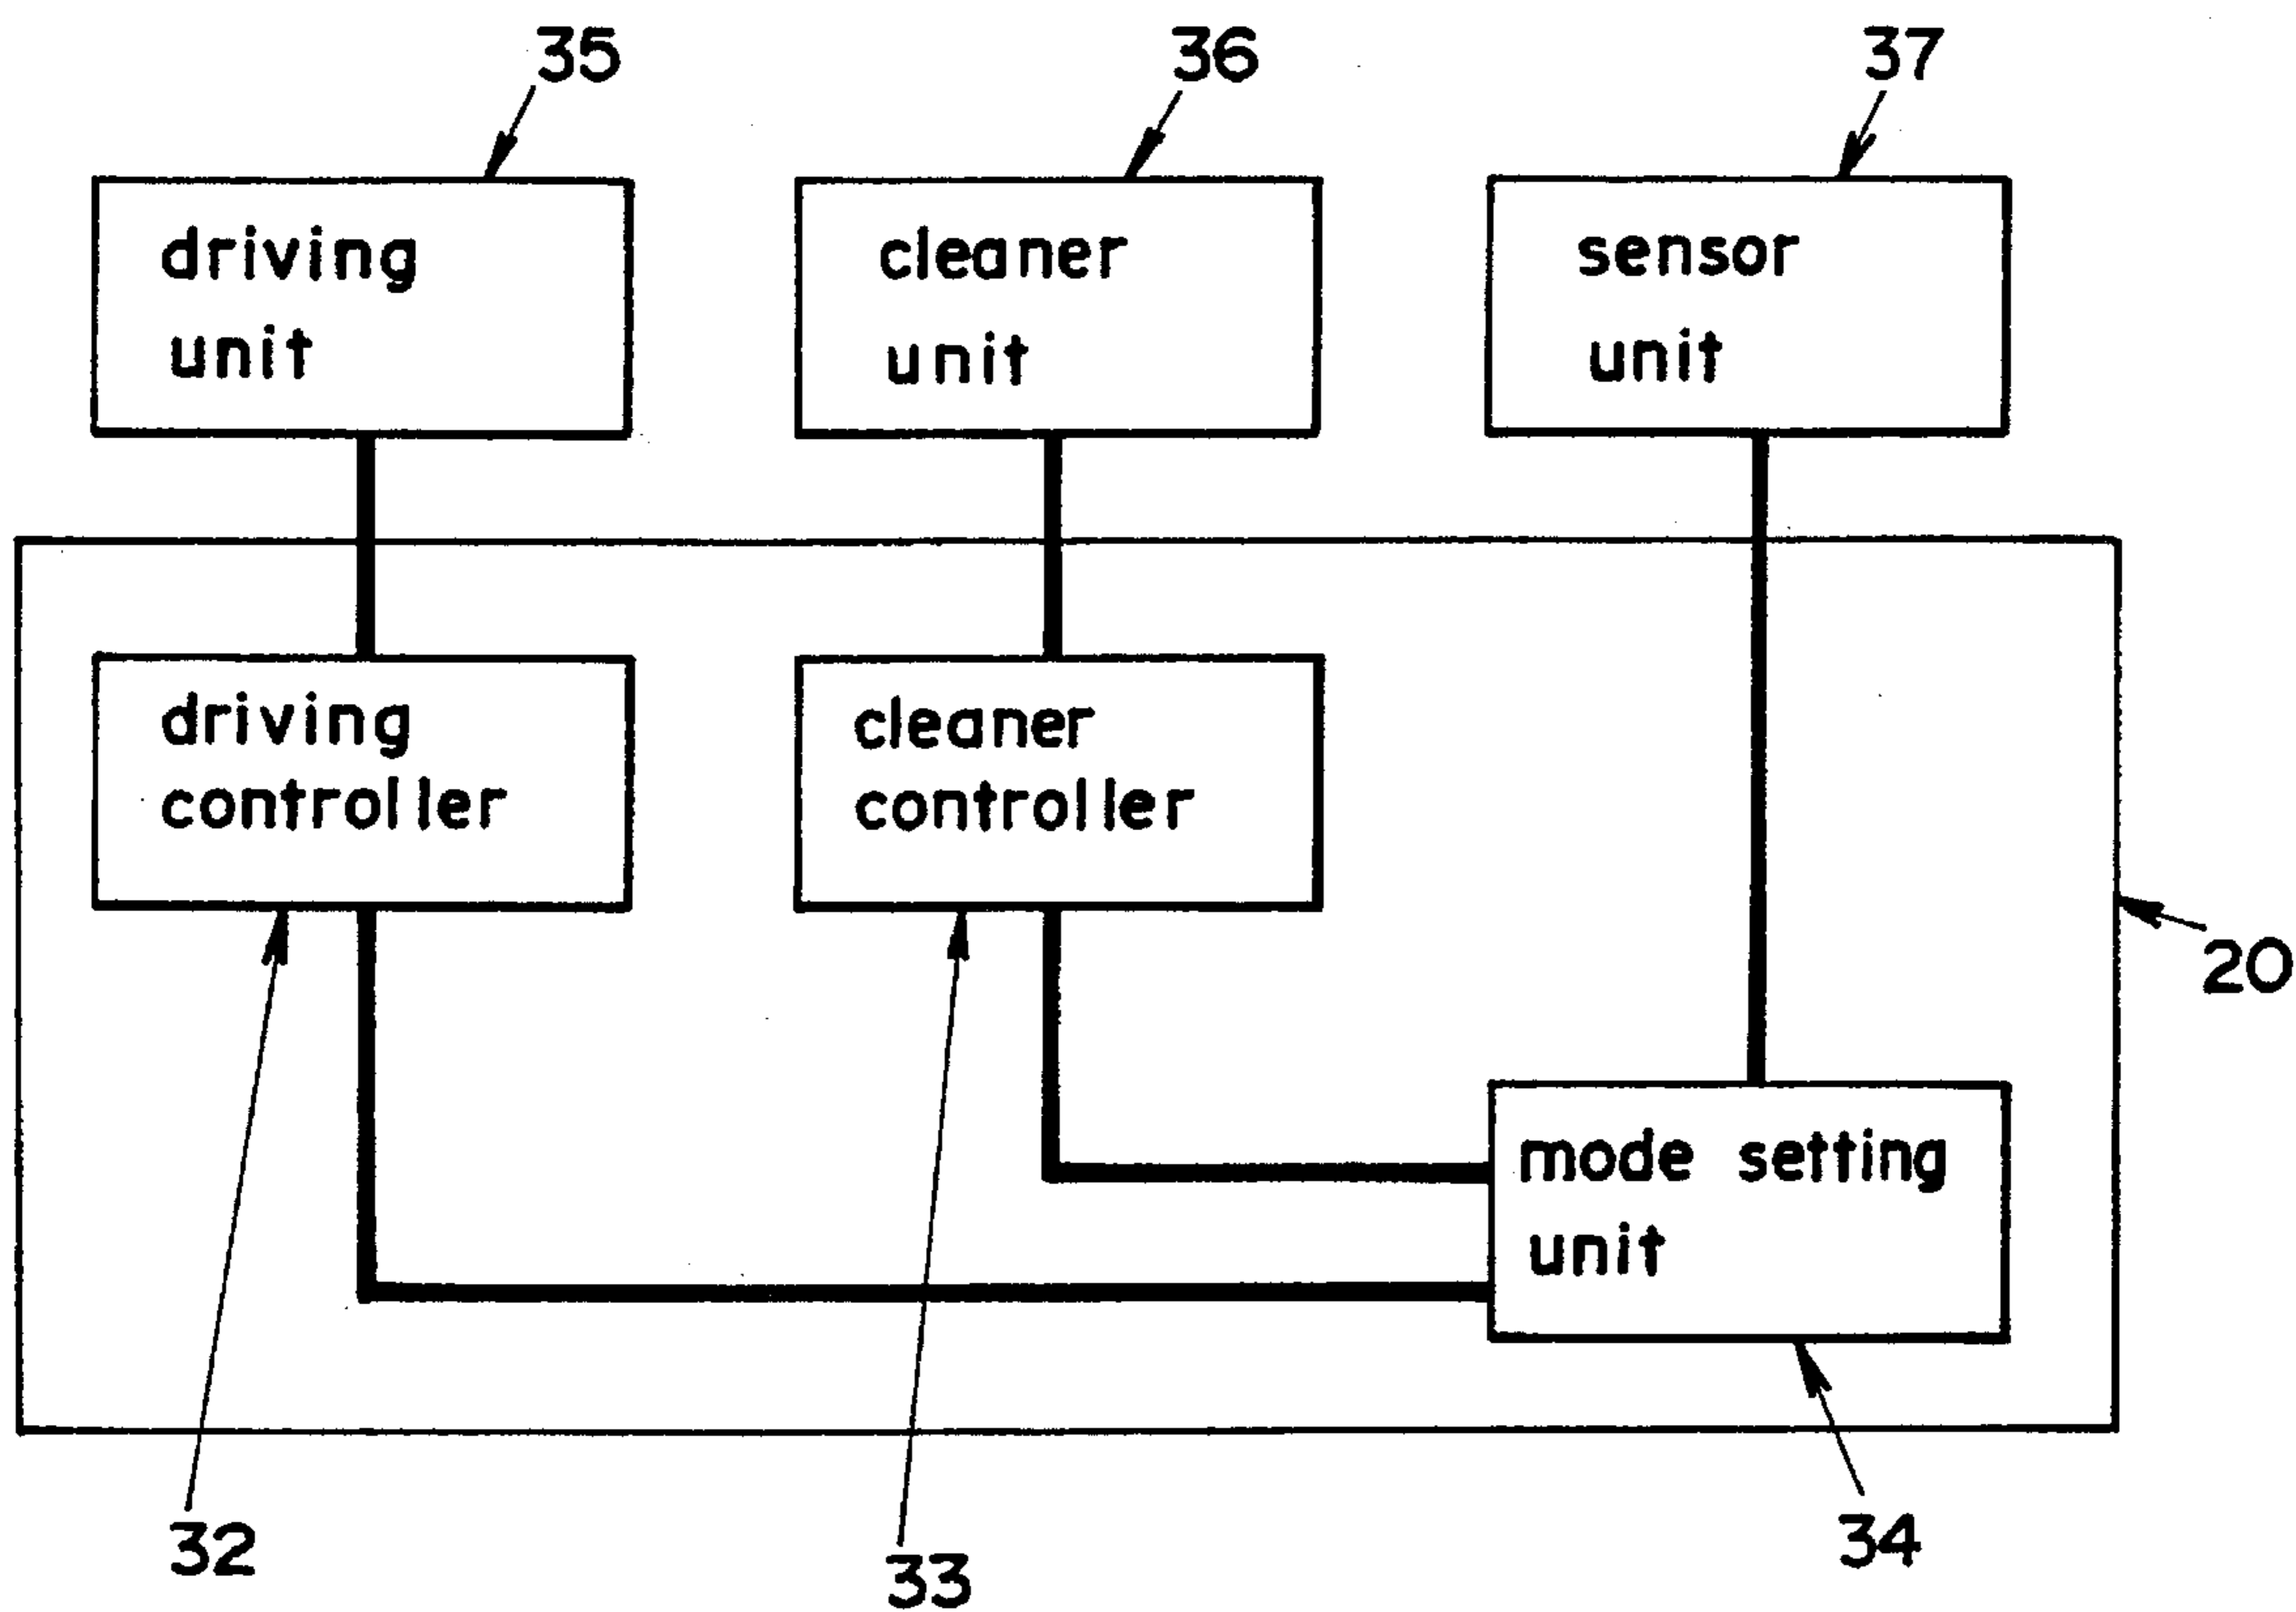 35
36
37
driving
unit
cleaner
unit
sensor
unit
driving
controller
cleaner
controller
20
mode setting
unit
32
33
34